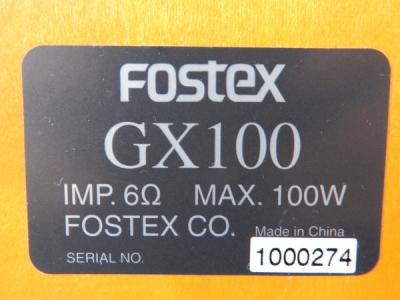 FOSTEX
GX100
IMP. 6Ω MAX. 100W
FOSTEX CO. Made in China
SERIAL NO. 1000274